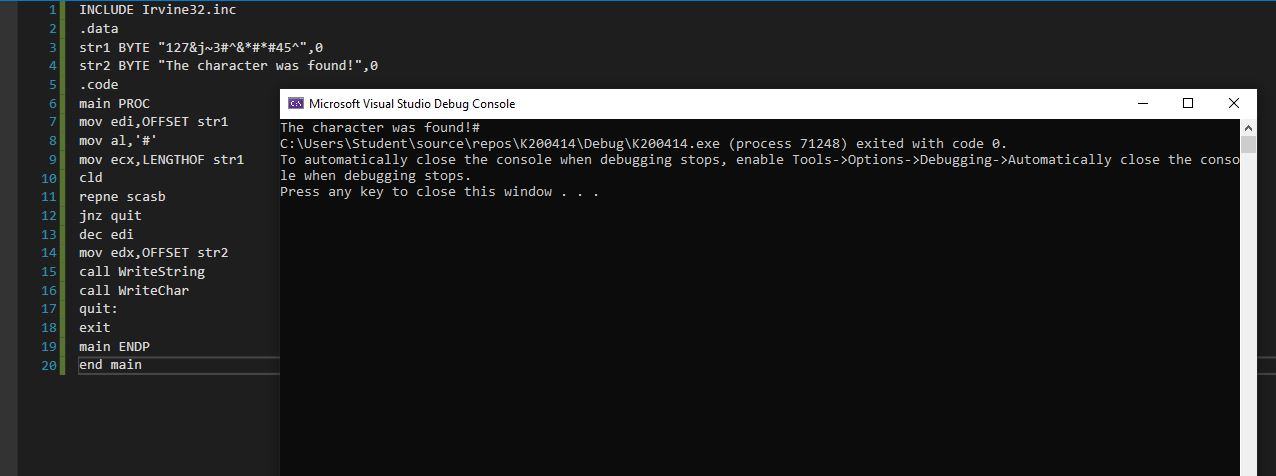 1 INCLUDE Irvine32.inc
2 .data
3 str1 BYTE "127&j~3#^&*#*#45^",0
4 str2 BYTE "The character was found!",0
5 .code
6 main PROC
7 mov edi,OFFSET str1
8 mov al,'#'
9 mov ecx,LENGTHOF str1
10 cld
11 repne scasb
12 jnz quit
13 dec edi
14 mov edx,OFFSET str2
15 call WriteString
16 call WriteChar
17 quit:
18 exit
19 main ENDP
20 end main
C:\ Microsoft Visual Studio Debug Console
The character was found!#
C:\Users\Student\source\repos\K200414\Debug\K200414.exe (process 71248) exited with code 0.
To automatically close the console when debugging stops, enable Tools->Options->Debugging->Automatically close the conso
le when debugging stops.
Press any key to close this window . . .